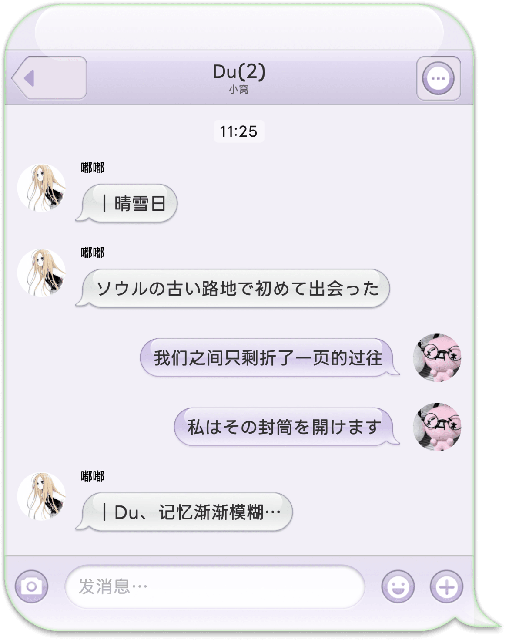 Du(2)
小窝
11:25
嘟嘟
｜晴雪日
嘟嘟
ソウルの古い路地で初めて出会った
我们之间只剩折了一页的过往
私はその封筒を開けます
嘟嘟
｜Du、记忆渐渐模糊…
发消息…